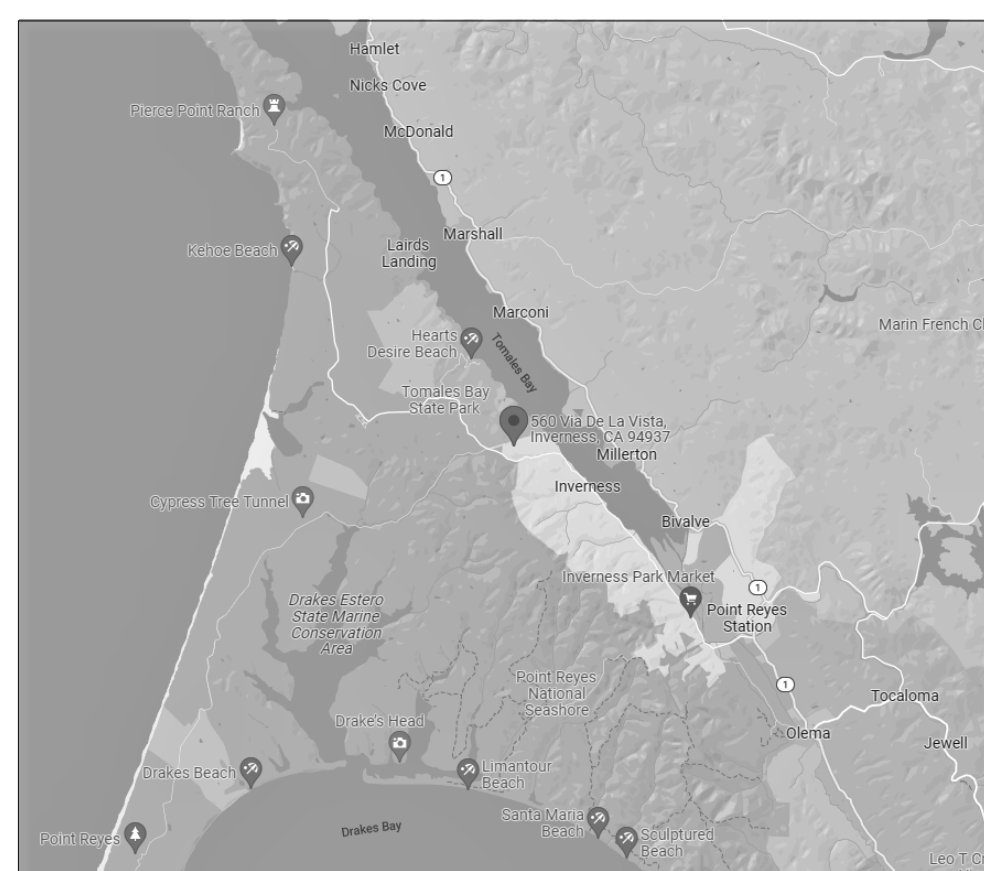 Hamlet
Nicks Cove
Pierce Point Ranch
McDonald
1
Marshall
Kehoe Beach
Lairds
Landing
Marconi
Marin French C
Hearts
Desire Beach
Tomales Bay
Tomales Bay
State Park
560 Via De La Vista,
Inverness, CA 94937
Millerton
Inverness
Cypress Tree Tunnel
Bivalve
Inverness Park Market
1
Drakes Estero
State Marine
Conservation
Area
Point Reyes
Station
Point Reyes
National
Seashore
1
Tocaloma
Drake's Head
Olema
Jewell
Drakes Beach
Limantour
Beach
Santa Maria
Beach
Drakes Bay
Point Reyes
Sculptured
Beach
Leo T C